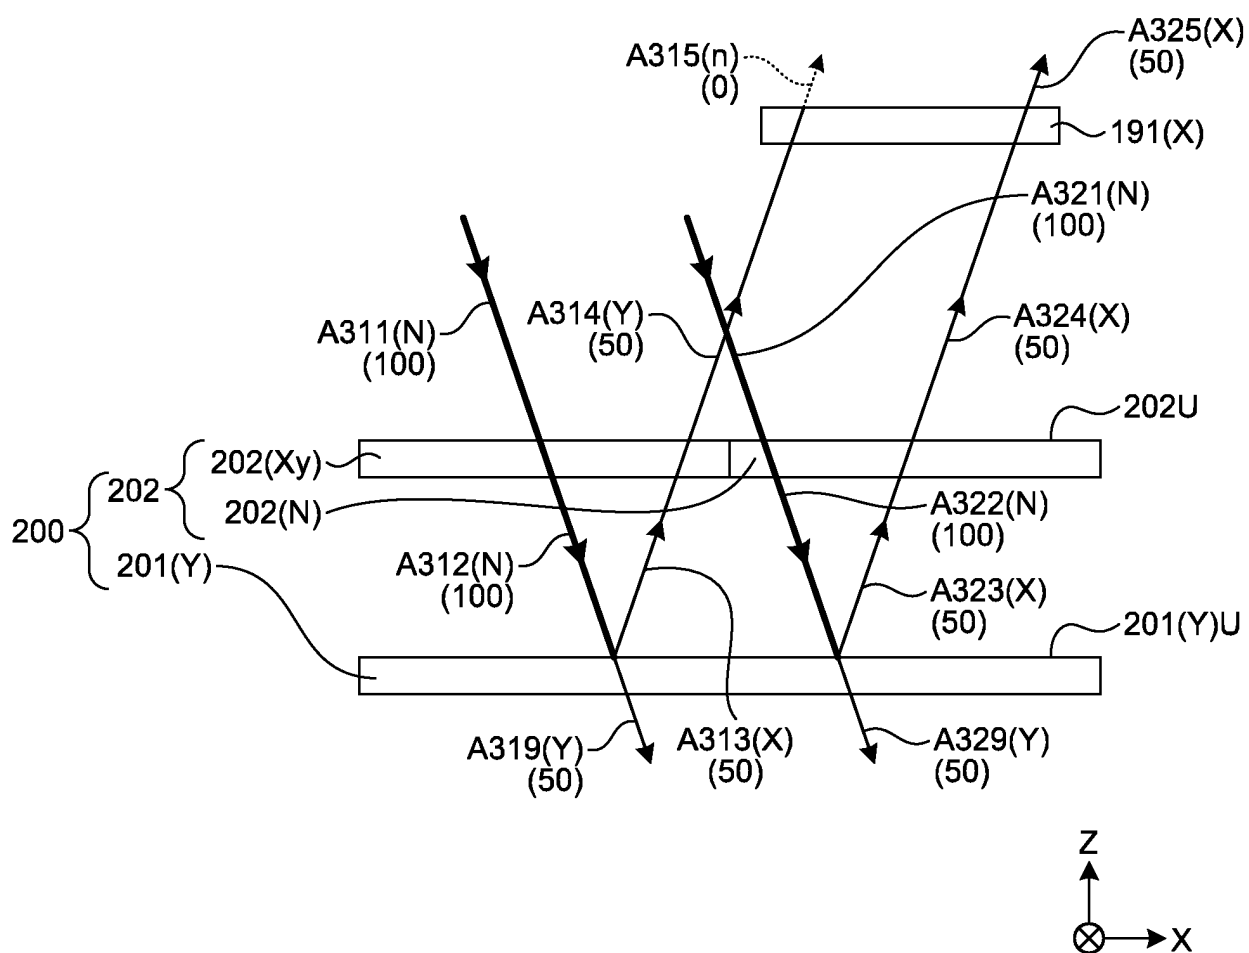 A325(X)
(50)
A315(n)
(0)
191(X)
A321(N)
(100)
A311(N)
(100)
A314(Y)
(50)
A324(X)
(50)
202U
202(Xy)
202
202(N)
200
201(Y)
A312(N)
(100)
A322(N)
(100)
A323(X)
(50)
201(Y)U
A319(Y)
(50)
A313(X)
(50)
A329(Y)
(50)
Z
X